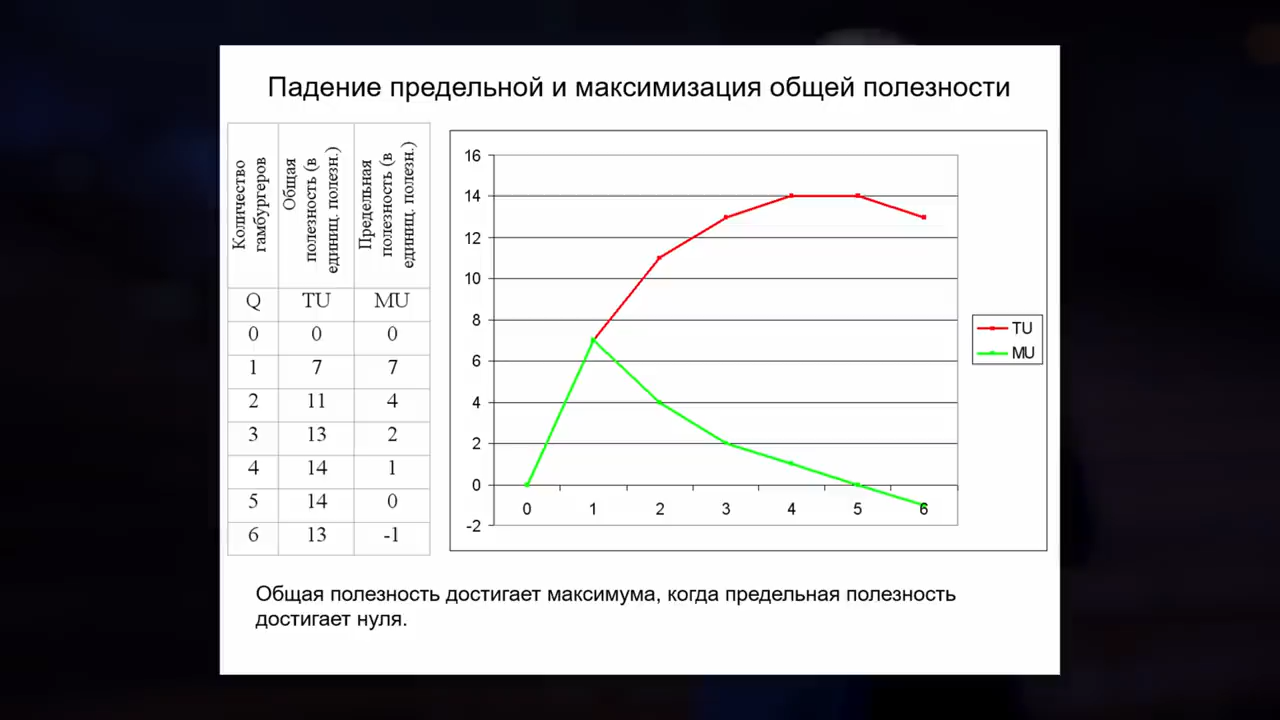 Падение предельной и максимизация общей полезности
Количество
гамбургеров
Общая
полезность (в
единиц. полезн.)
Предельная
полезность (в
единиц. полезн.)
Q TU MU
0 0 0
1 7 7
2 11 4
3 13 2
4 14 1
5 14 0
6 13 -1
16
14
12
10
8
6
4
2
0
-2
0 1 2 3 4 5 6
TU
MU
Общая полезность достигает максимума, когда предельная полезность
достигает нуля.